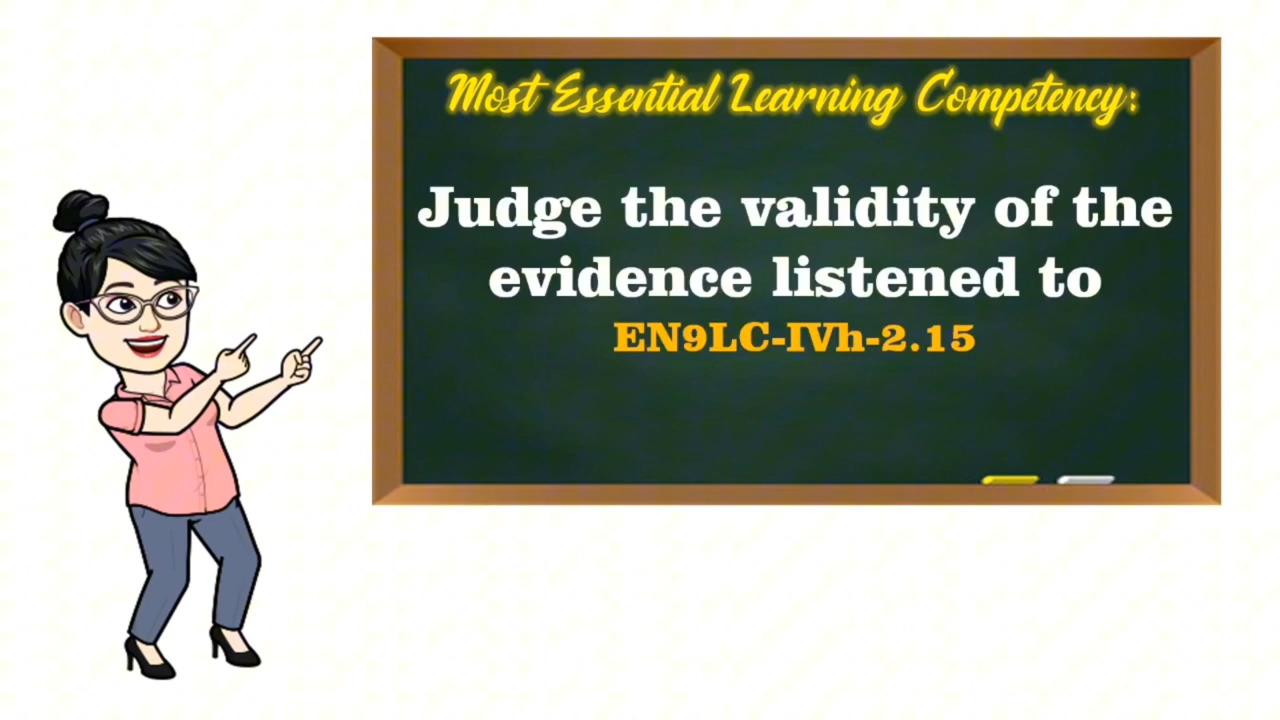 Most Essential Learning Competency:
Judge the validity of the
evidence listened to
EN9LC-IVh-2.15